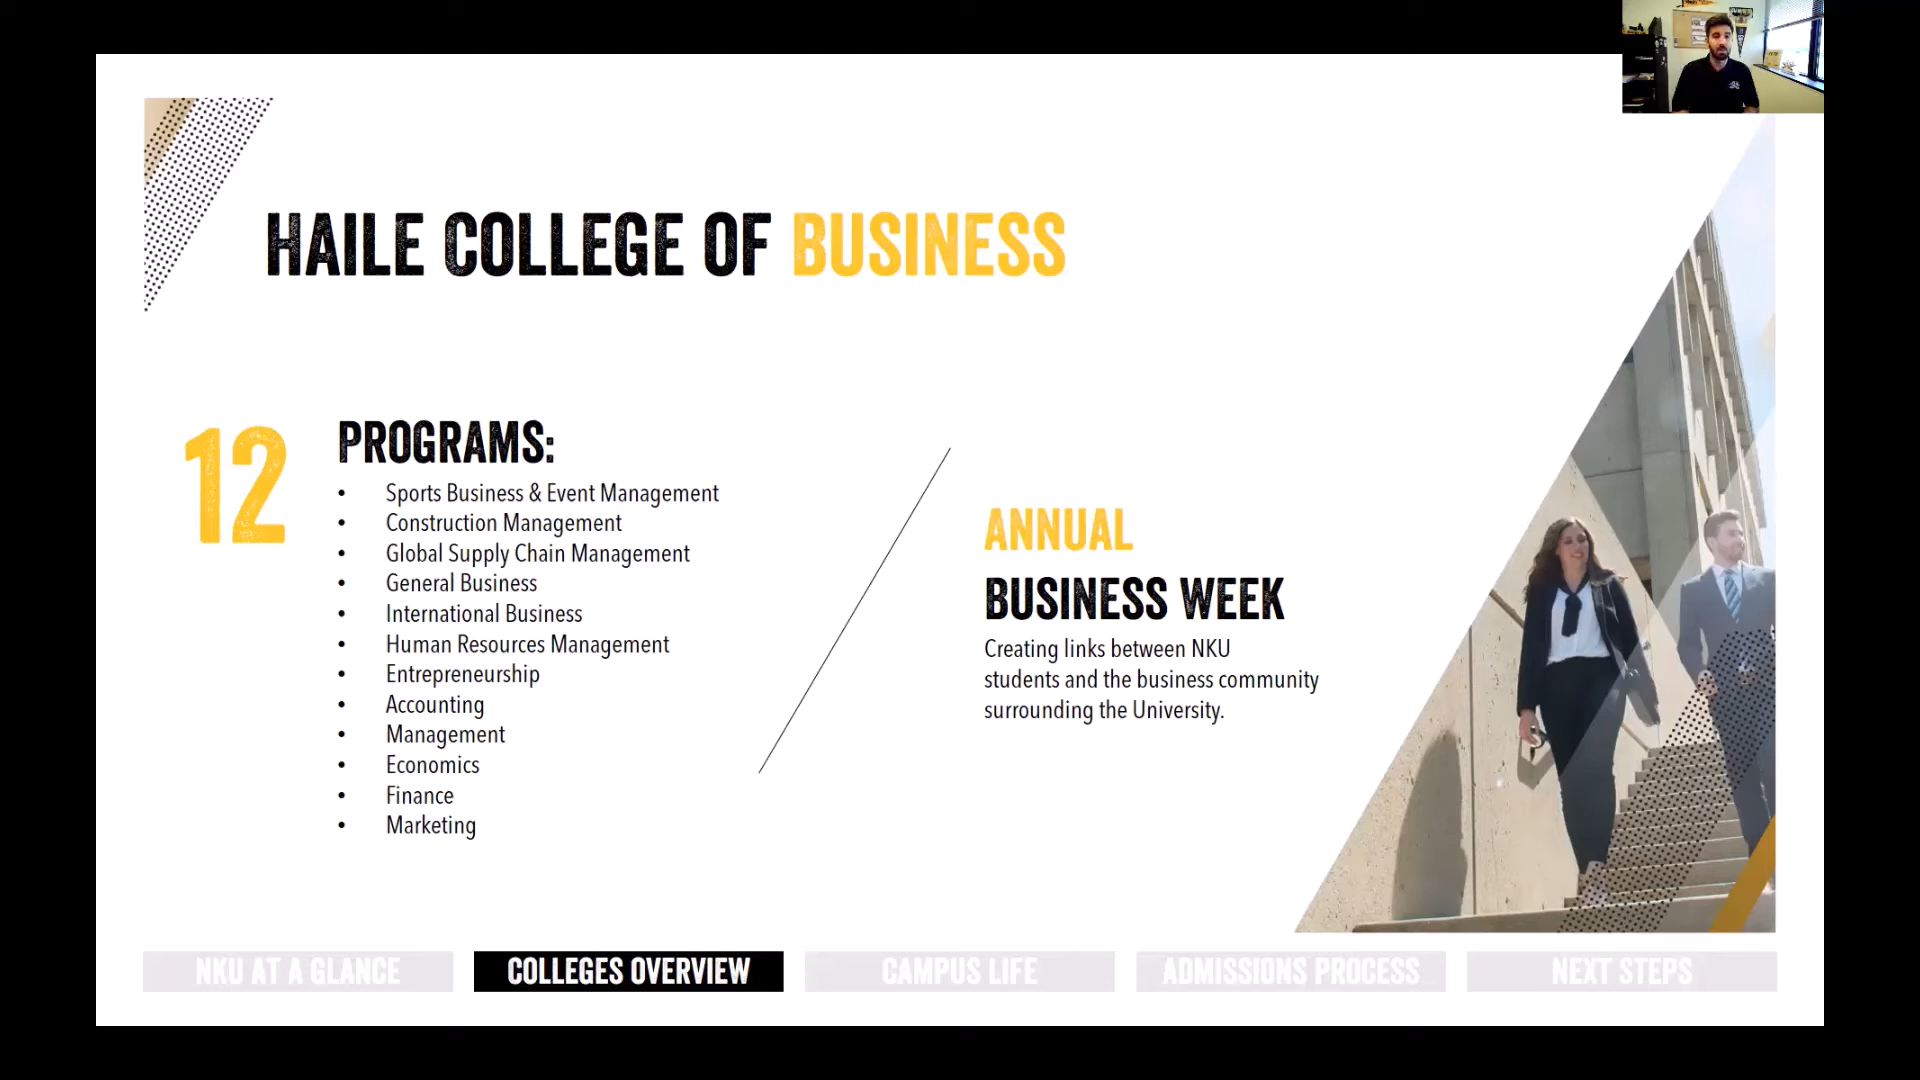 HAILE COLLEGE OF BUSINESS
12
PROGRAMS:
• Sports Business & Event Management
• Construction Management
• Global Supply Chain Management
• General Business
• International Business
• Human Resources Management
• Entrepreneurship
• Accounting
• Management
• Economics
• Finance
• Marketing
ANNUAL
BUSINESS WEEK
Creating links between NKU
students and the business community
surrounding the University.
NKU AT A GLANCE
COLLEGES OVERVIEW
CAMPUS LIFE
ADMISSIONS PROCESS
NEXT STEPS